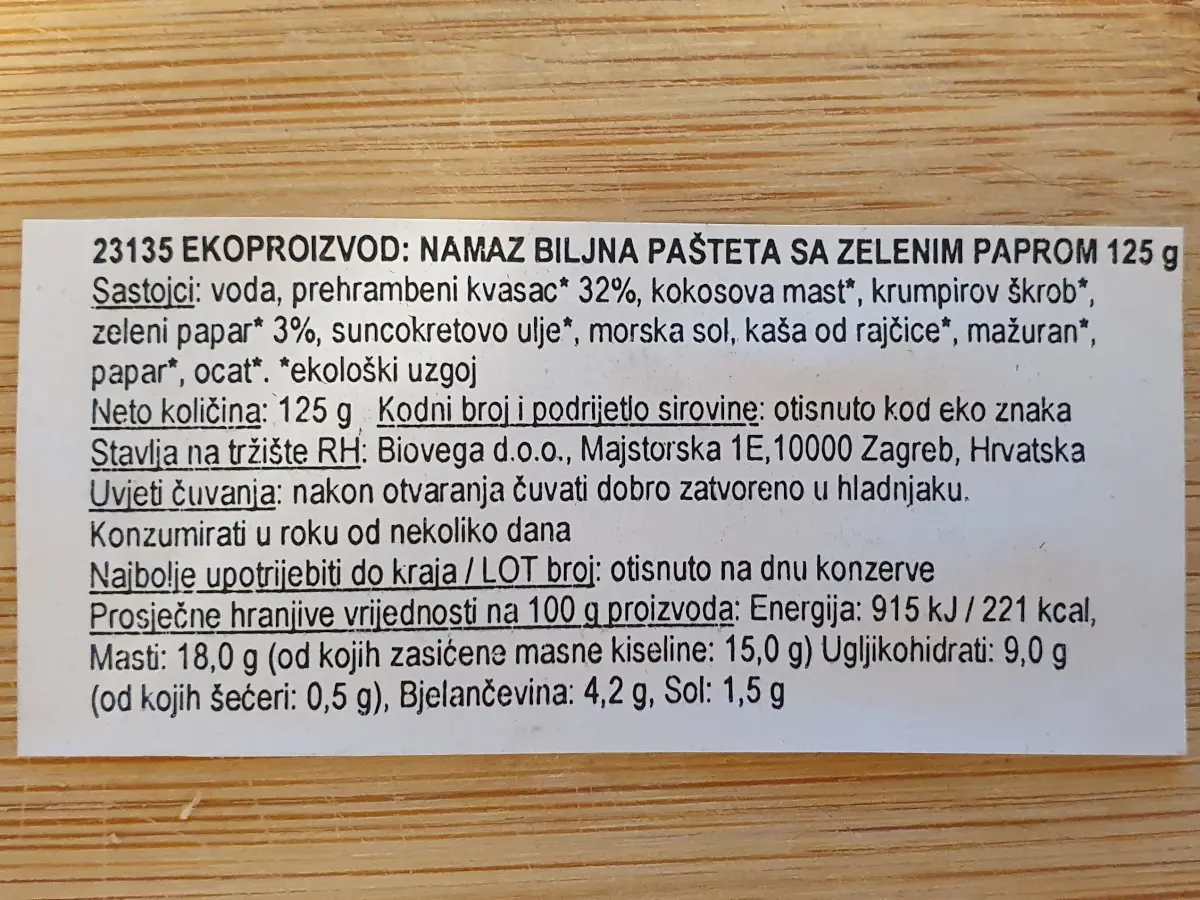 23135 EKOPROIZVOD: NAMAZ BILJNA PAŠTETA SA ZELENIM PAPROM 125 g
Sastojci: voda, prehrambeni kvasac* 32%, kokosova mast*, krumpirov škrob*,
zeleni papar* 3%, suncokretovo ulje*, morska sol, kaša od rajčice*, mažuran*,
papar*, ocat*. *ekološki uzgoj
Neto količina: 125 g Kodni broj i podrijetlo sirovine: otisnuto kod eko znaka
Stavlja na tržište RH: Biovega d.o.o., Majstorska 1E,10000 Zagreb, Hrvatska
Uvjeti čuvanja: nakon otvaranja čuvati dobro zatvoreno u hladnjaku.
Konzumirati u roku od nekoliko dana
Najbolje upotrijebiti do kraja / LOT broj: otisnuto na dnu konzerve
Prosječne hranjive vrijednosti na 100 g proizvoda: Energija: 915 kJ / 221 kcal,
Masti: 18,0 g (od kojih zasićene masne kiseline: 15,0 g) Ugljikohidrati: 9,0 g
(od kojih šećeri: 0,5 g), Bjelančevina: 4,2 g, Sol: 1,5 g